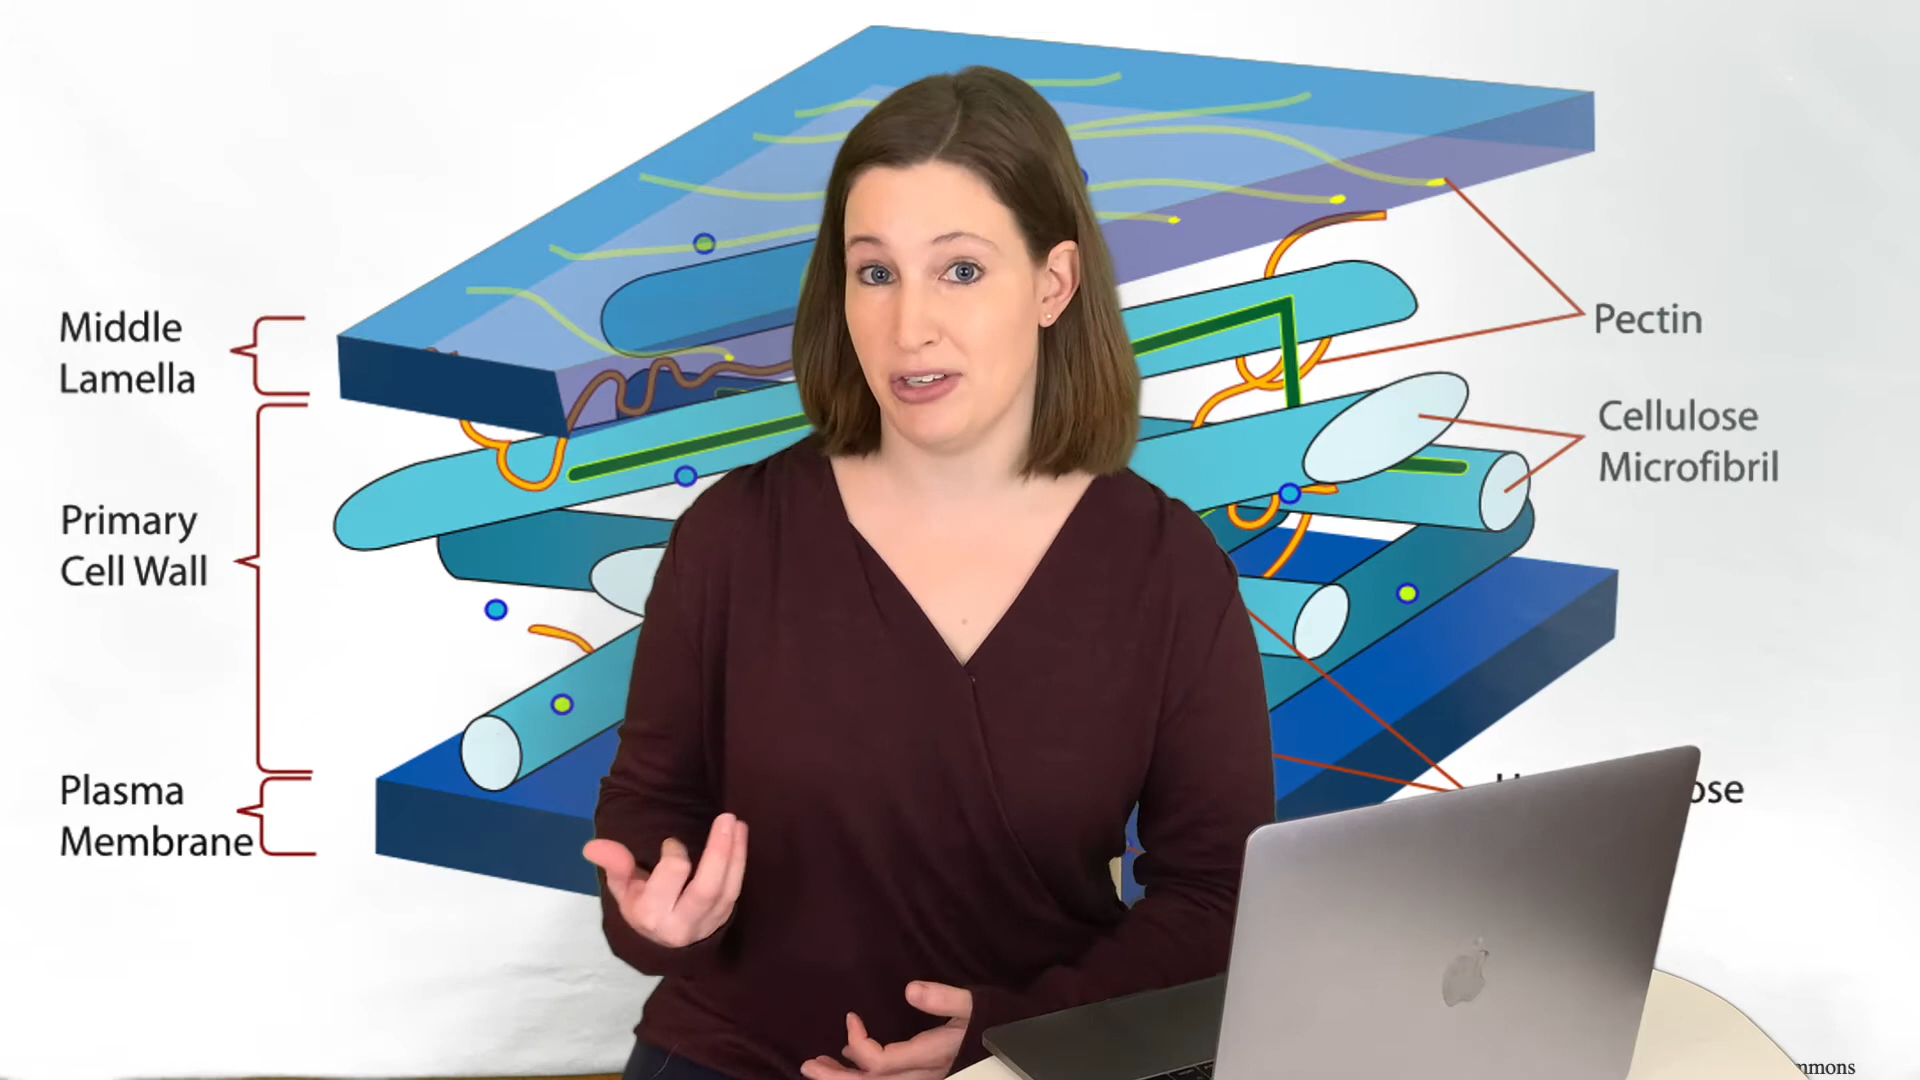 Middle
Lamella
Primary
Cell Wall
Plasma
Membrane
Pectin
Cellulose
Microfibril